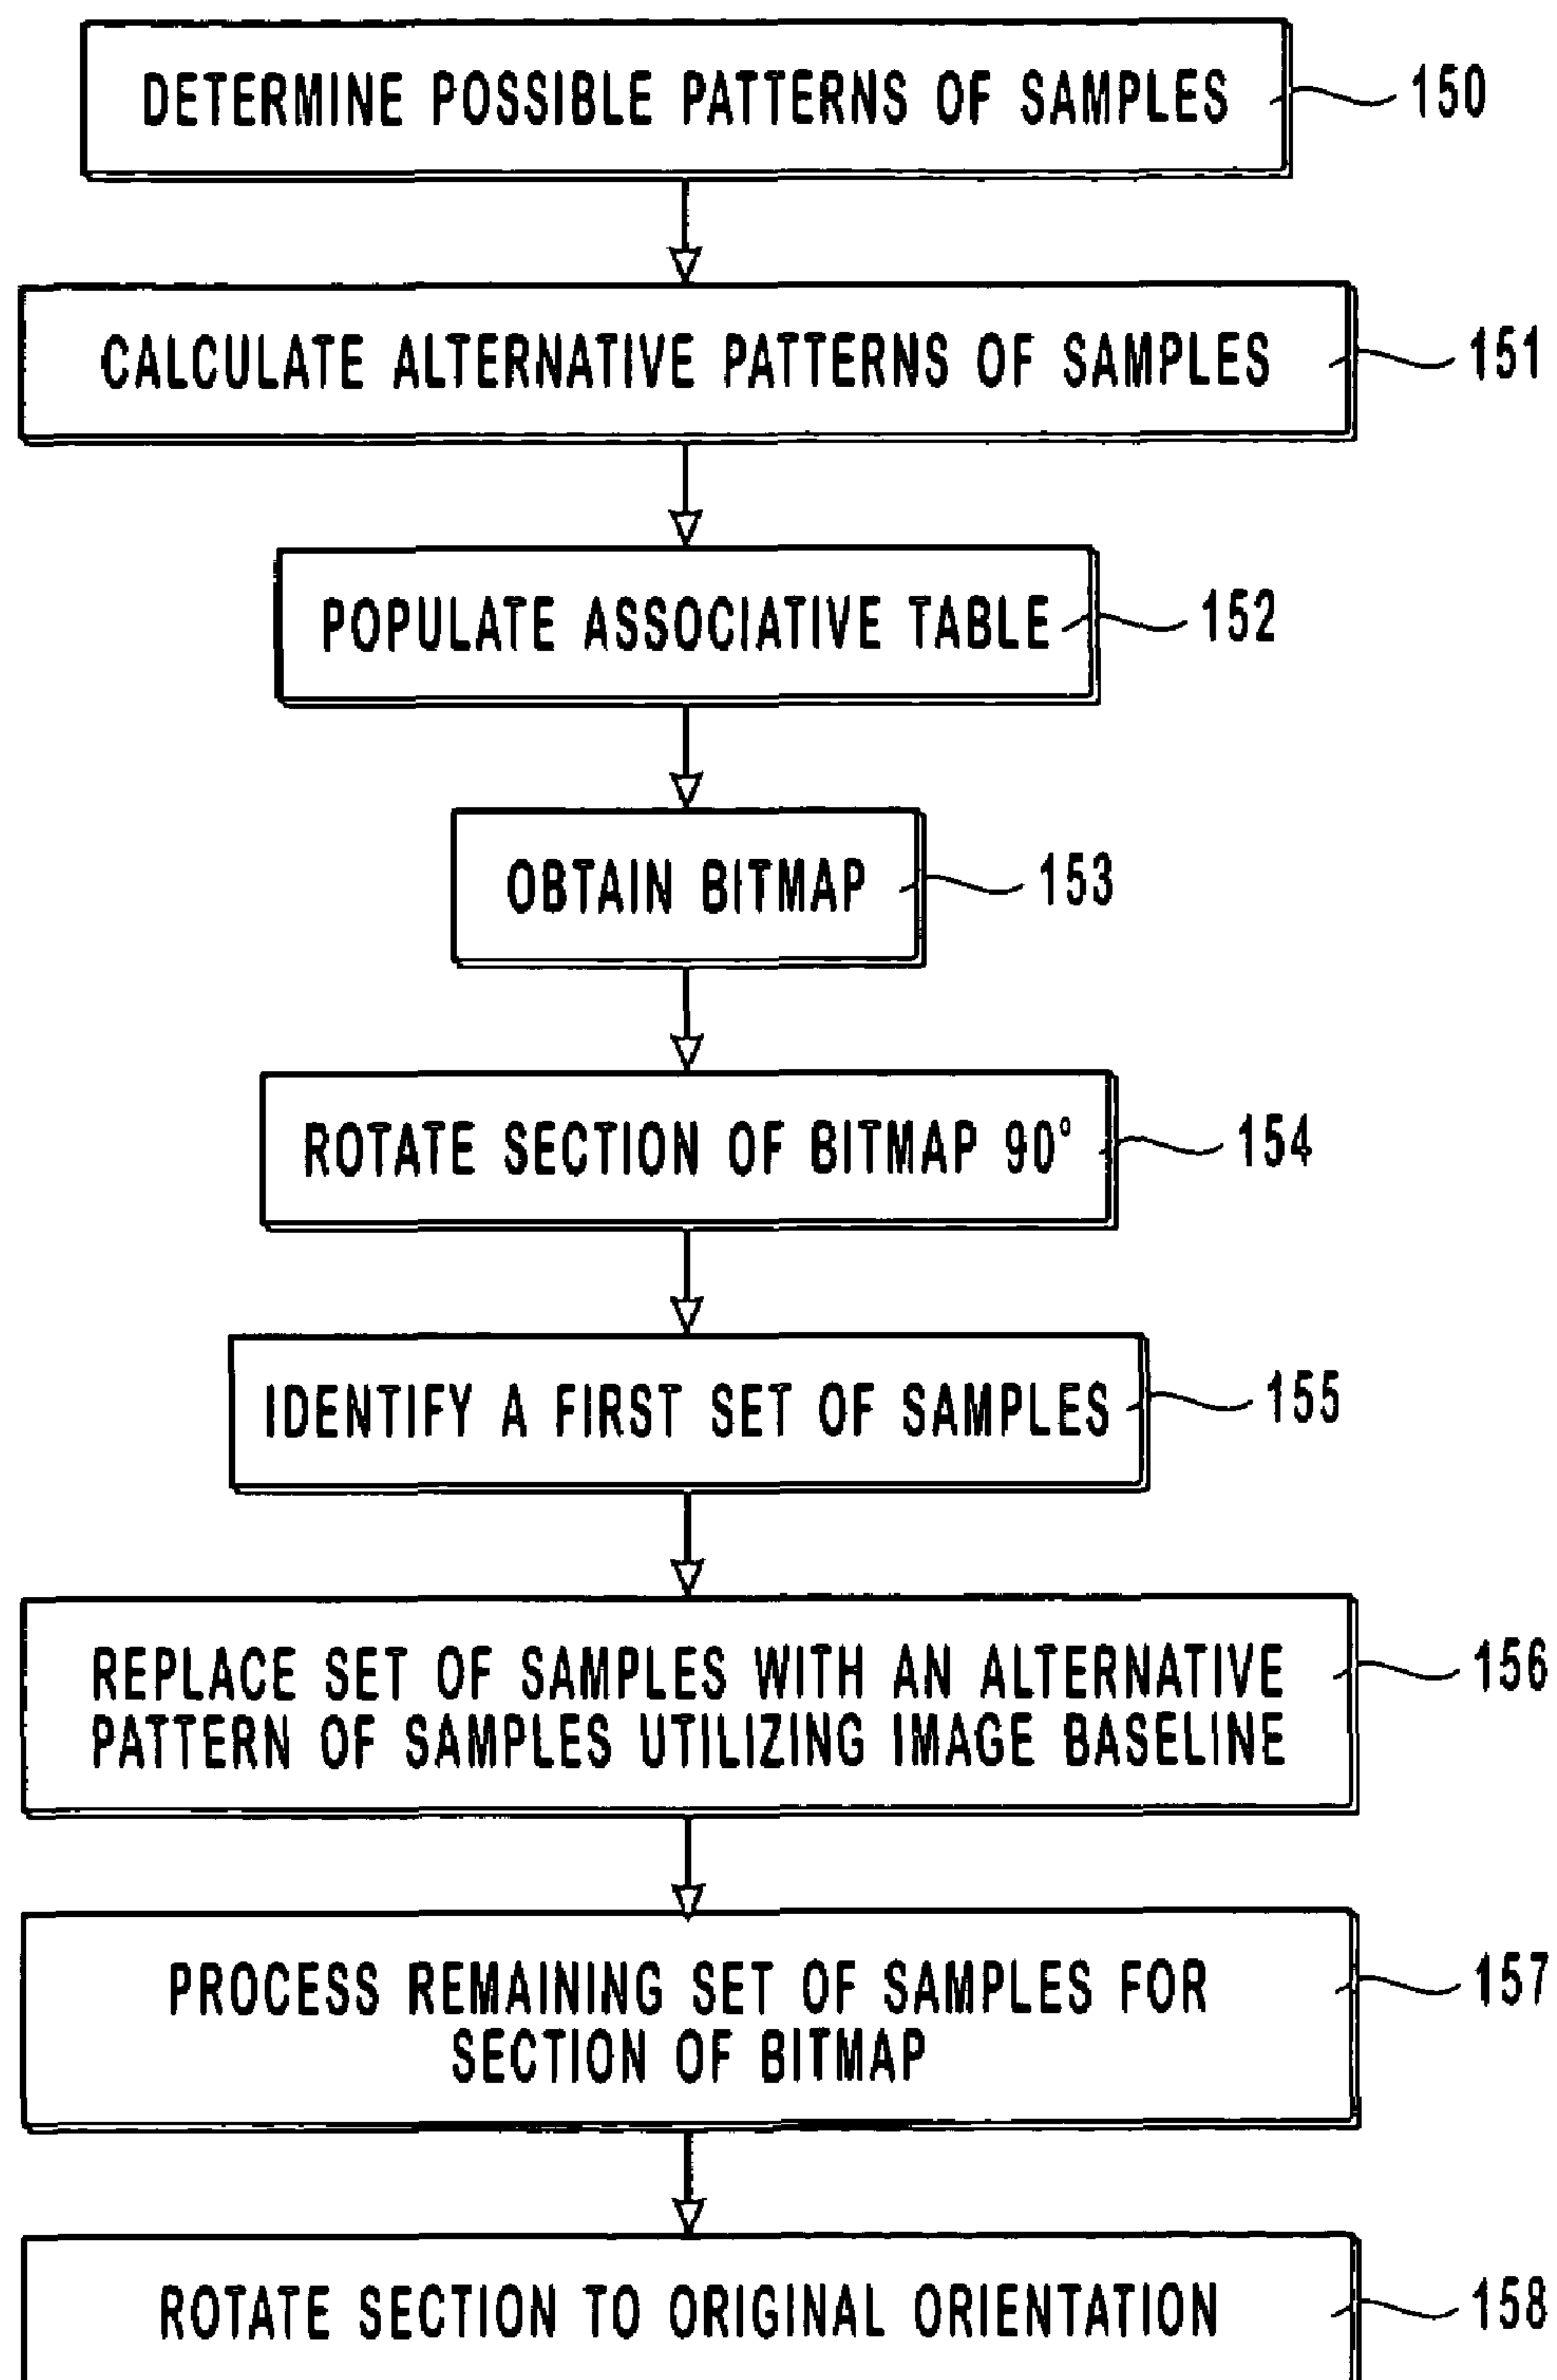 DETERMINE POSSIBLE PATTERNS OF SAMPLES 150
CALCULATE ALTERNATIVE PATTERNS OF SAMPLES 151
POPULATE ASSOCIATIVE TABLE 152
OBTAIN BITMAP 153
ROTATE SECTION OF BITMAP 90° 154
IDENTIFY A FIRST SET OF SAMPLES 155
REPLACE SET OF SAMPLES WITH AN ALTERNATIVE 156
PATTERN OF SAMPLES UTILIZING IMAGE BASELINE
PROCESS REMAINING SET OF SAMPLES FOR 157
SECTION OF BITMAP
ROTATE SECTION TO ORIGINAL ORIENTATION 158